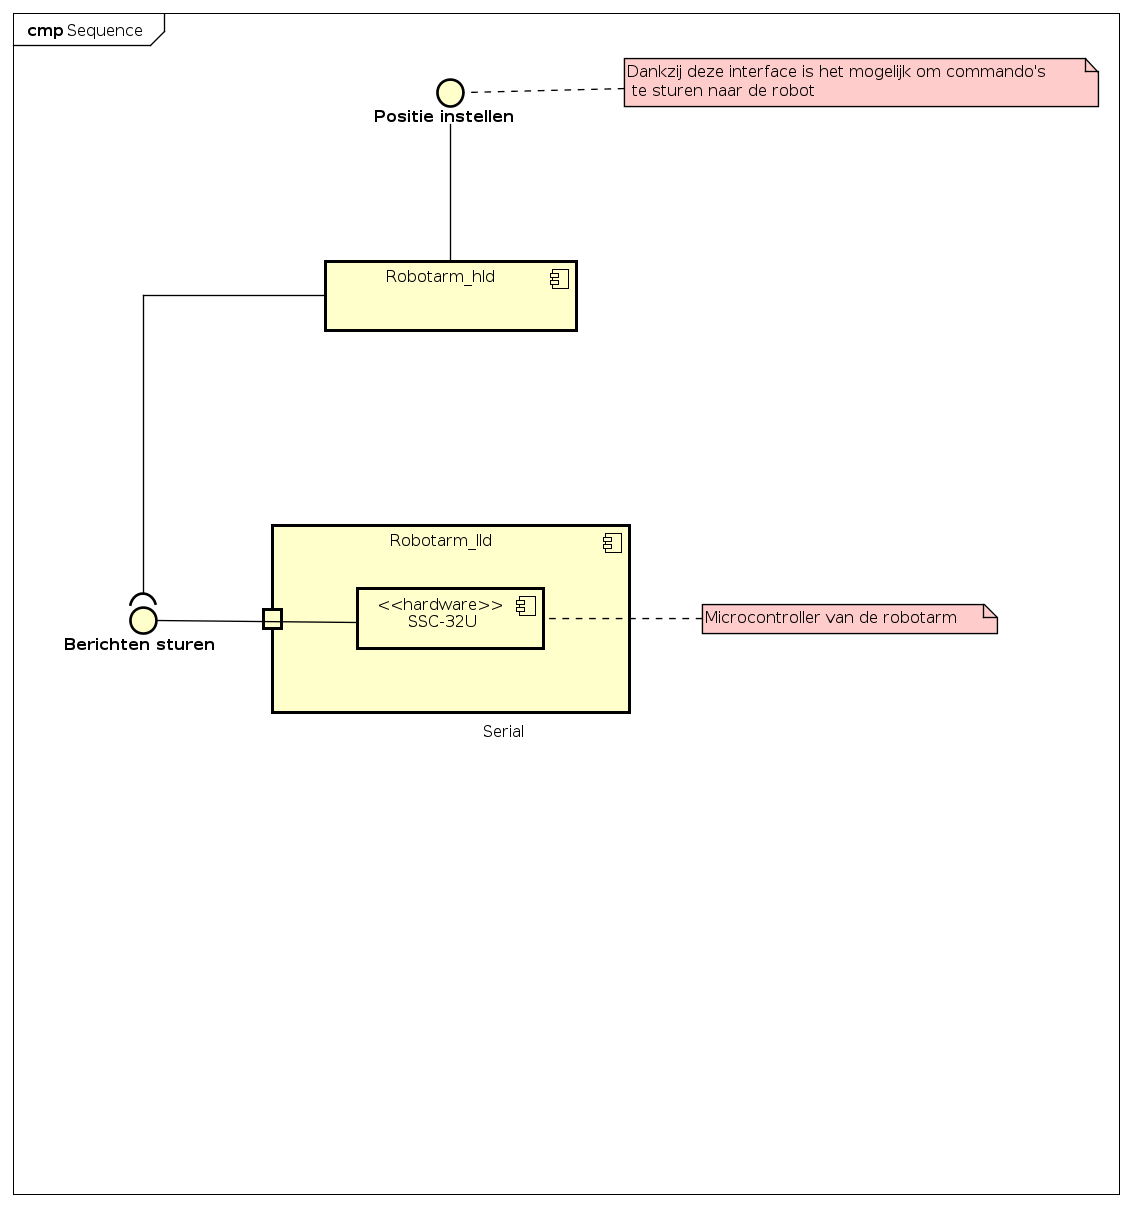 cmp Sequence
Dankzij deze interface is het mogelijk om commando's
te sturen naar de robot
Positie instellen
Robotarm_hld
Robotarm_lld
<<hardware>>
SSC-32U
Microcontroller van de robotarm
Berichten sturen
Serial